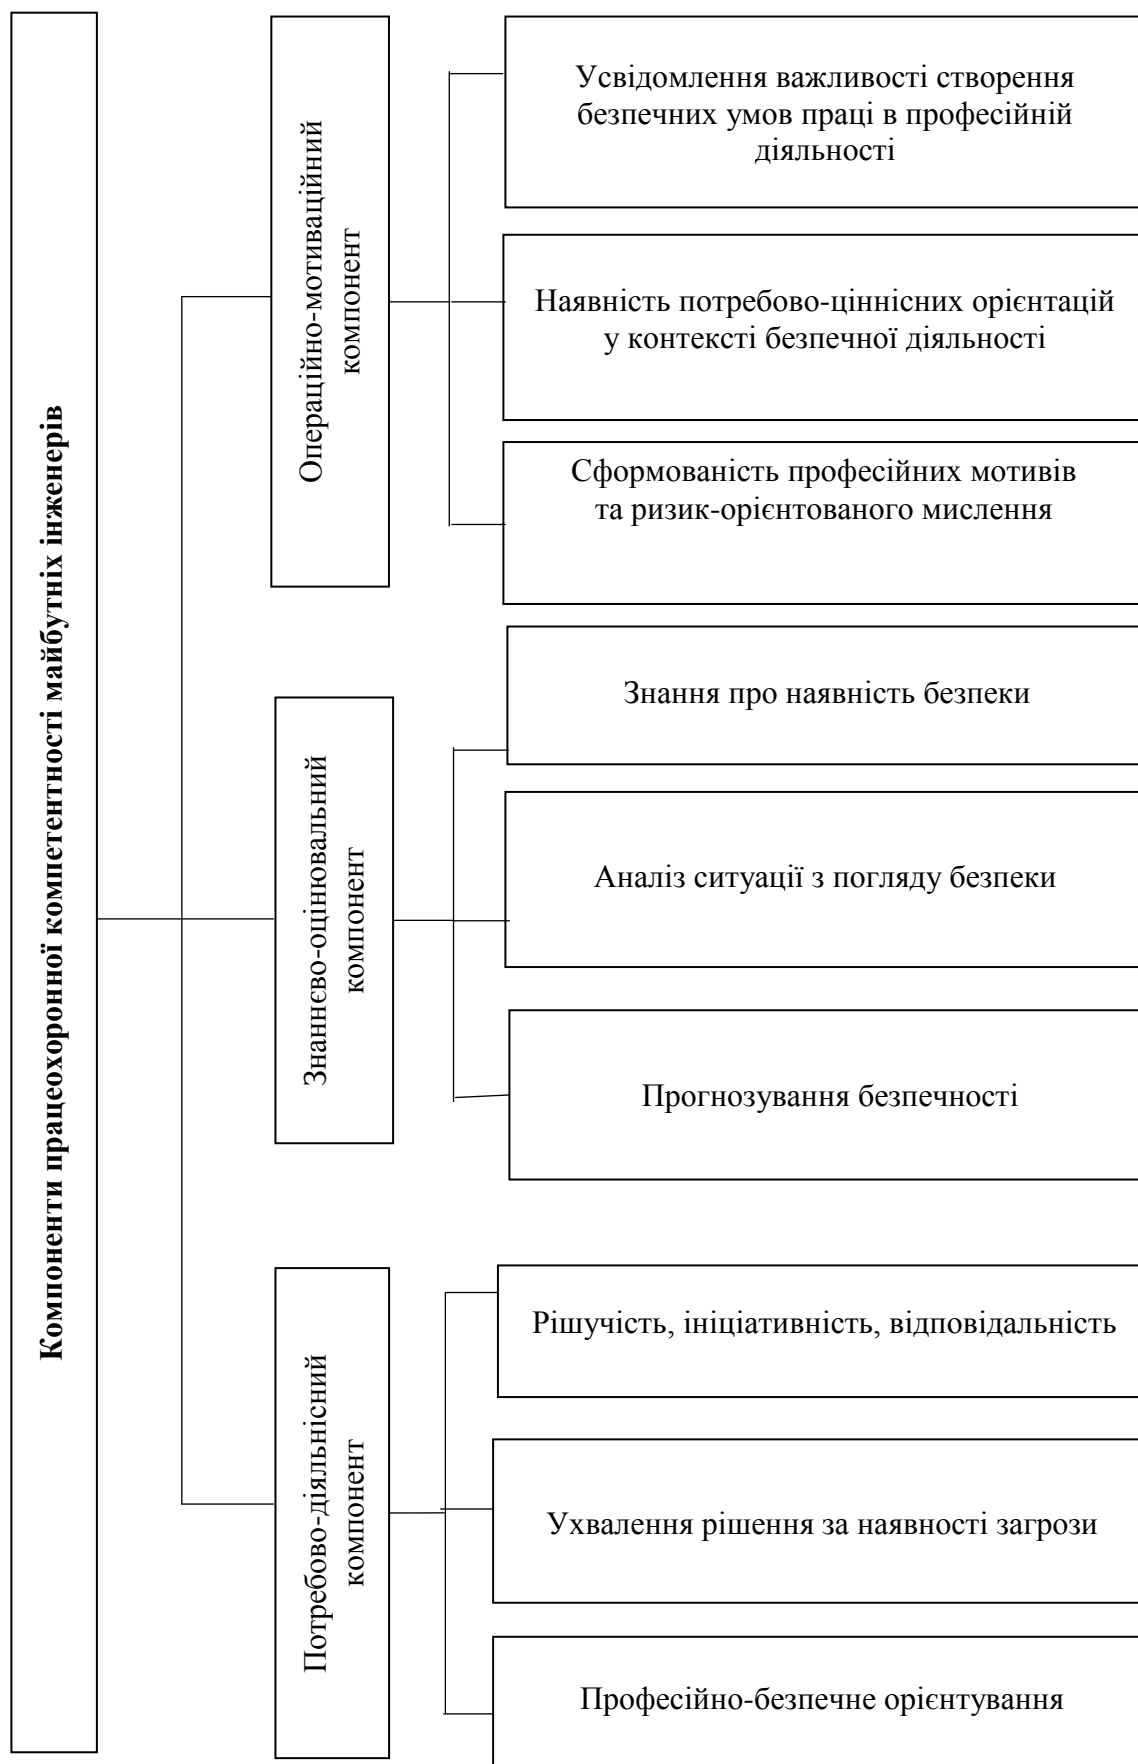 Компоненти працеохоронної компетентності майбутніх інженерів
Операційно-мотиваційний
компонент
Усвідомлення важливості створення
безпечних умов праці в професійній
діяльності
Наявність потребово-ціннісних орієнтацій
у контексті безпечної діяльності
Сформованість професійних мотивів
та ризик-орієнтованого мислення
Знаннєво-оцінювальний
компонент
Знання про наявність безпеки
Аналіз ситуації з погляду безпеки
Прогнозування безпечності
Потребово-діяльнісний
компонент
Рішучість, ініціативність, відповідальність
Ухвалення рішення за наявності загрози
Професійно-безпечне орієнтування